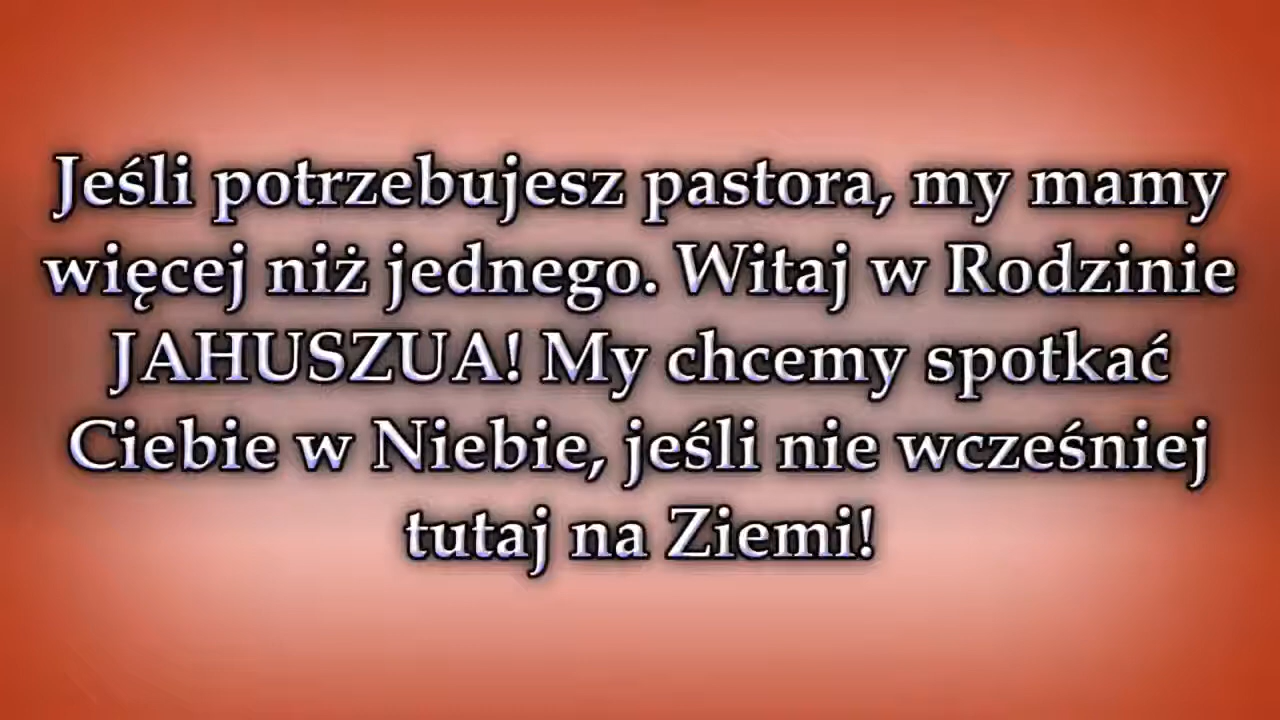 Jeśli potrzebujesz pastora, my mamy
więcej niż jednego. Witaj w Rodzinie
JAHUSZUA! My chcemy spotkać
Ciebie w Niebie, jeśli nie wcześniej
tutaj na Ziemi!